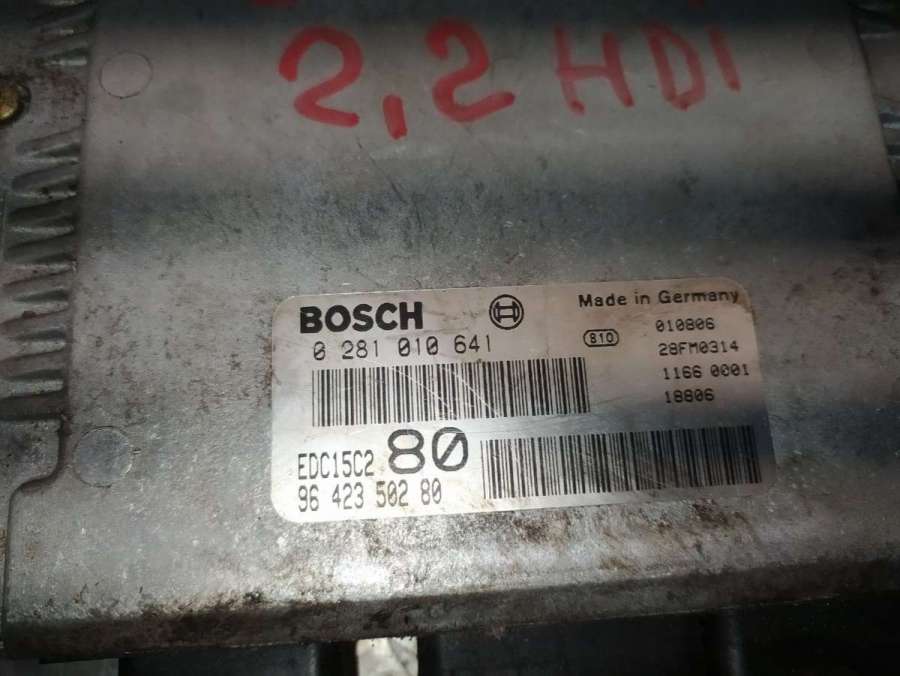 2,2 HDI
BOSCH
Made in Germany
0 281 010 641
810
010806
28FM0314
1166 0001
18806
EDC15C2 80
96 423 502 80